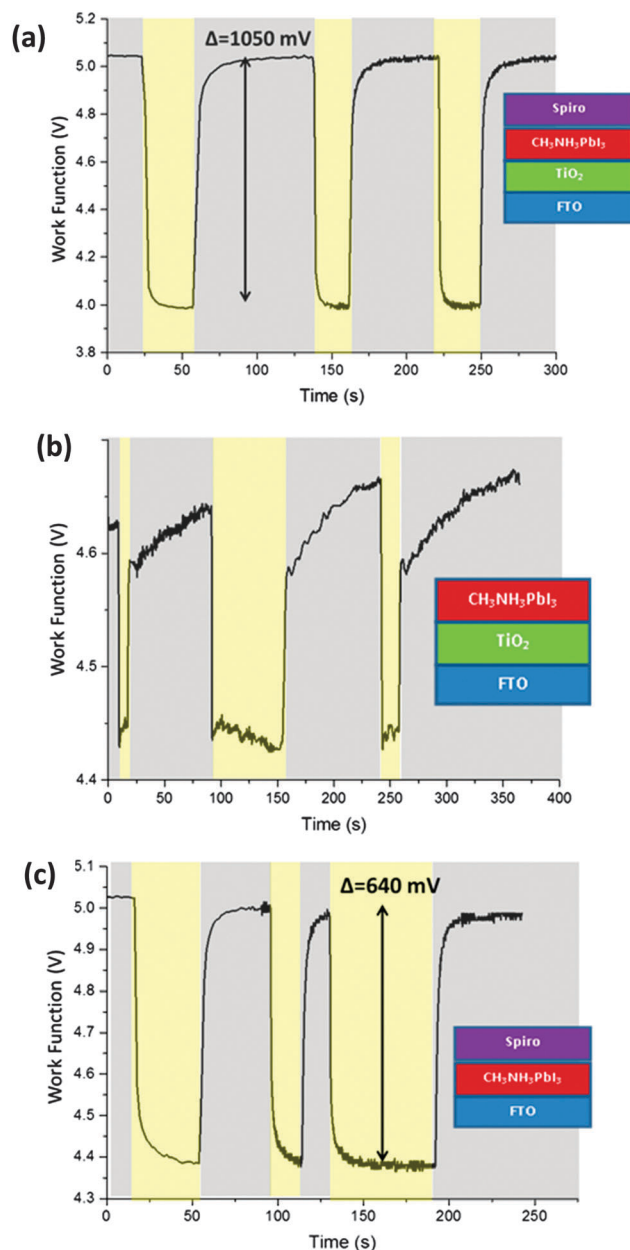 (a)
Δ=1050 mV
Work Function (V)
5.2
5.0
4.8
4.6
4.4
4.2
4.0
3.8
0 50 100 150 200 250 300
Time (s)
Spiro
CH₃NH₃PbI₃
TiO₂
FTO
(b)
Work Function (V)
4.6
4.5
4.4
0 50 100 150 200 250 300 350 400
Time (s)
CH₃NH₃PbI₃
TiO₂
FTO
(c)
Δ=640 mV
Work Function (V)
5.1
5.0
4.9
4.8
4.7
4.6
4.5
4.4
4.3
0 50 100 150 200 250
Time (s)
Spiro
CH₃NH₃PbI₃
FTO